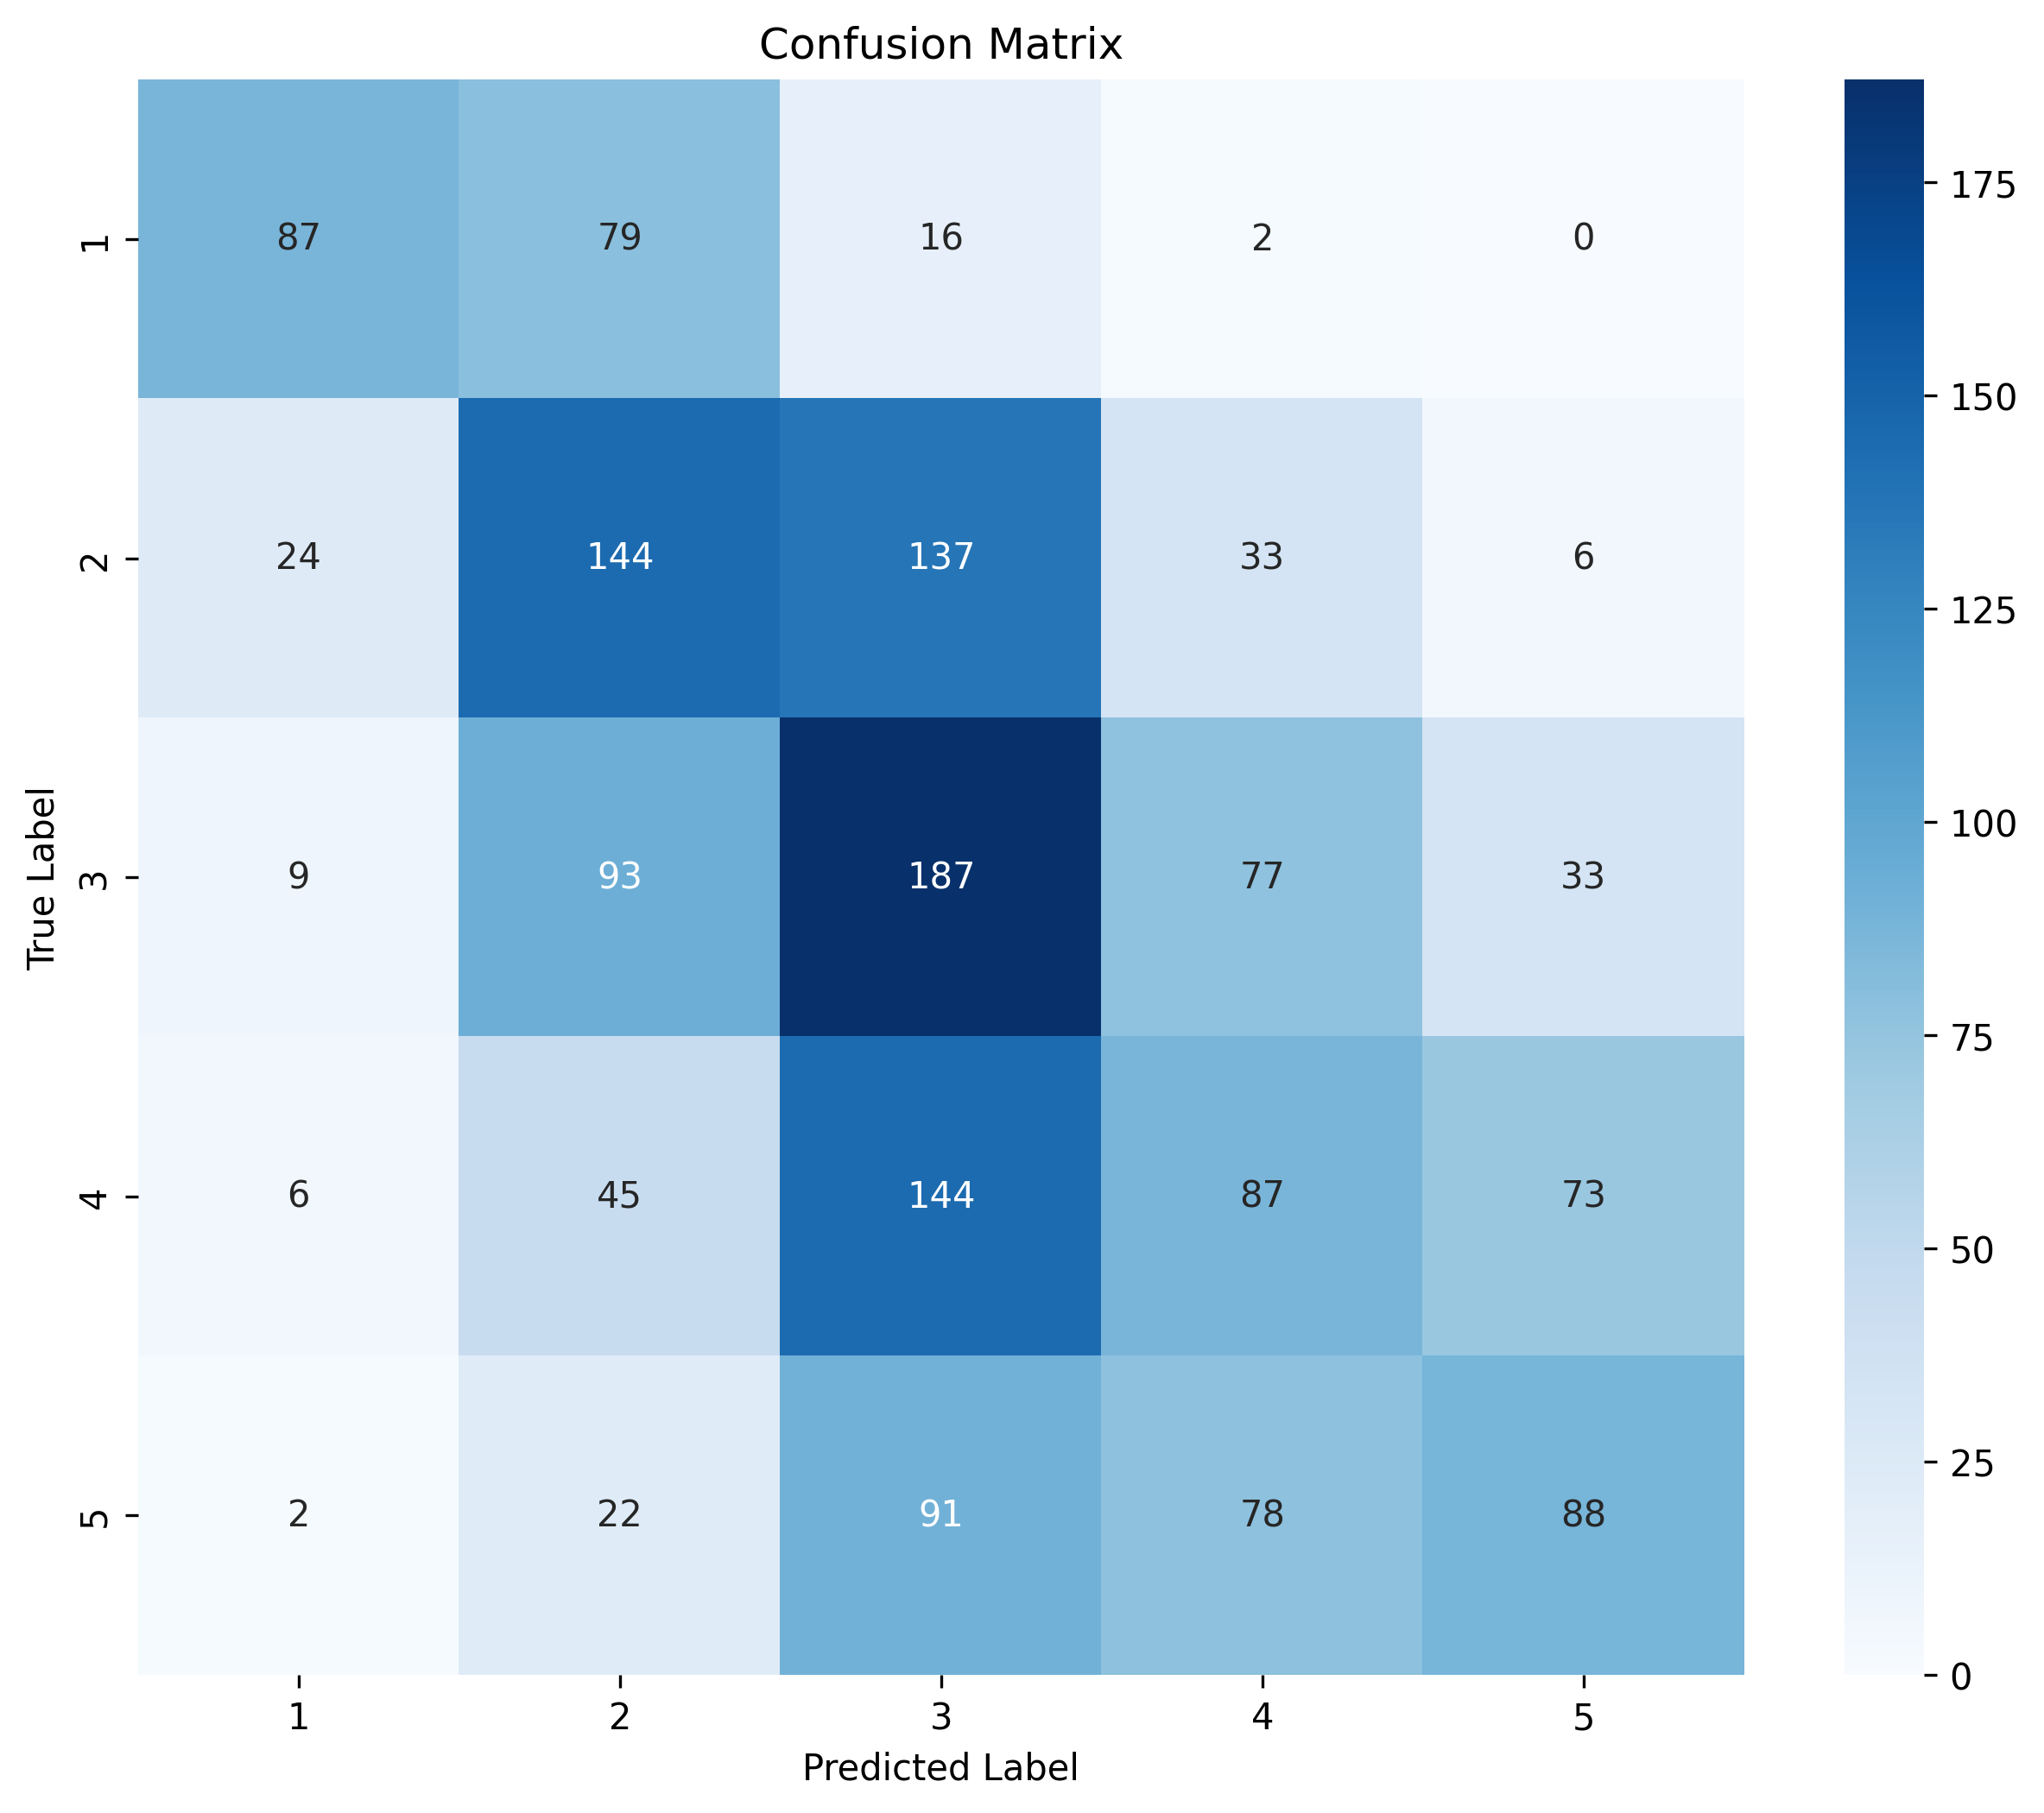 Confusion Matrix
True Label
1 87 79 16 2 0
2 24 144 137 33 6
3 9 93 187 77 33
4 6 45 144 87 73
5 2 22 91 78 88
1 2 3 4 5
Predicted Label
175
150
125
100
75
50
25
0